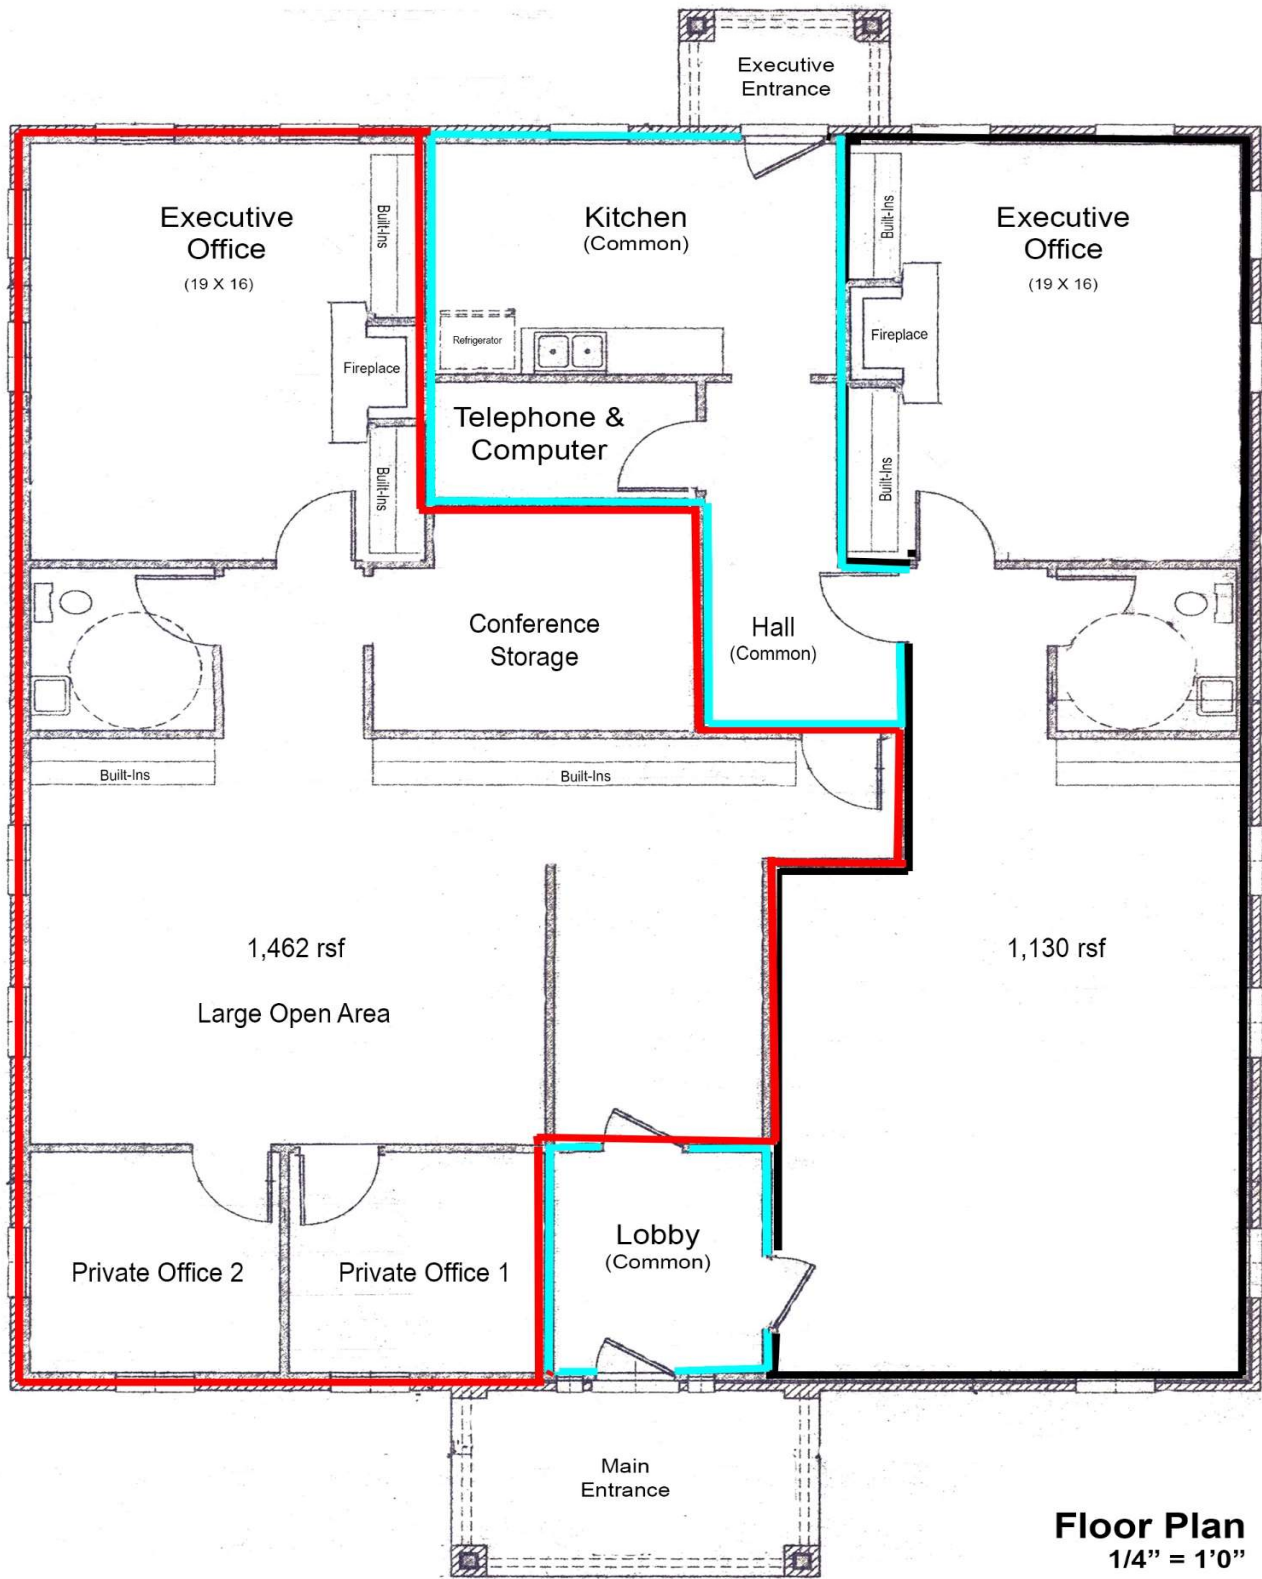 Executive
Entrance
Executive
Office
(19 X 16)
Built-Ins
Kitchen
(Common)
Built-Ins
Executive
Office
(19 X 16)
Refrigerator
Fireplace
Fireplace
Telephone &
Computer
Built-Ins
Built-Ins
Conference
Storage
Hall
(Common)
Built-Ins
Built-Ins
1,462 rsf
Large Open Area
1,130 rsf
Private Office 2
Private Office 1
Lobby
(Common)
Main
Entrance
Floor Plan
1/4” = 1’0”